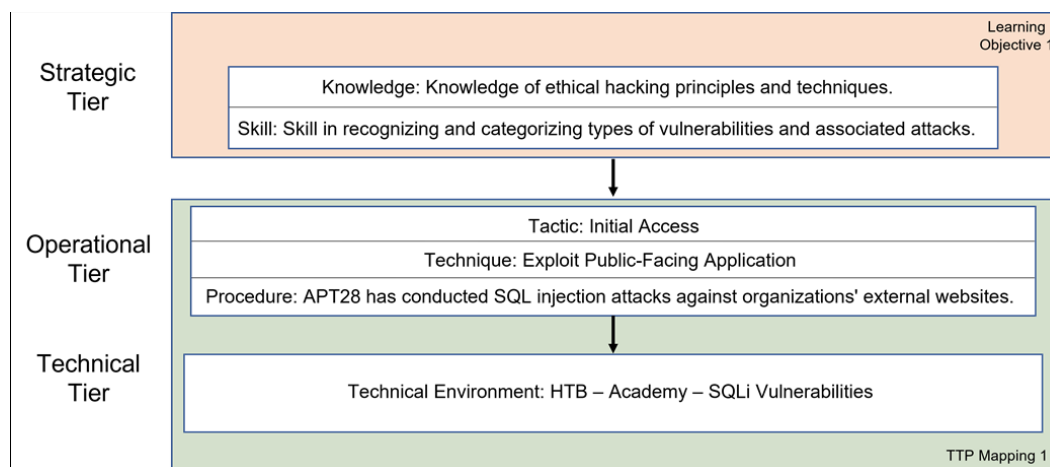 Learning
Objective 1
Strategic
Tier
Knowledge: Knowledge of ethical hacking principles and techniques.
Skill: Skill in recognizing and categorizing types of vulnerabilities and associated attacks.
Operational
Tier
Tactic: Initial Access
Technique: Exploit Public-Facing Application
Procedure: APT28 has conducted SQL injection attacks against organizations' external websites.
Technical
Tier
Technical Environment: HTB – Academy – SQLi Vulnerabilities
TTP Mapping 1